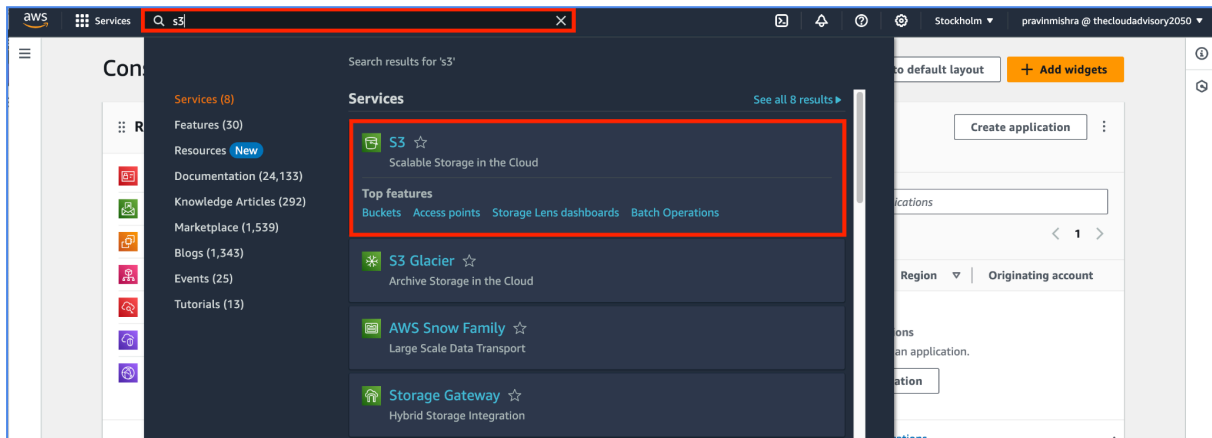 aws Services s3 Stockholm pravinmishra @ thecloudadvisory2050
Search results for 's3'
Services (8)
Features (30)
Resources New
Documentation (24,133)
Knowledge Articles (292)
Marketplace (1,539)
Blogs (1,343)
Events (25)
Tutorials (13)
Services See all 8 results
S3
Scalable Storage in the Cloud
Top features
Buckets Access points Storage Lens dashboards Batch Operations
S3 Glacier
Archive Storage in the Cloud
AWS Snow Family
Large Scale Data Transport
Storage Gateway
Hybrid Storage Integration
to default layout + Add widgets
Create application
1
Region Originating account
an application.